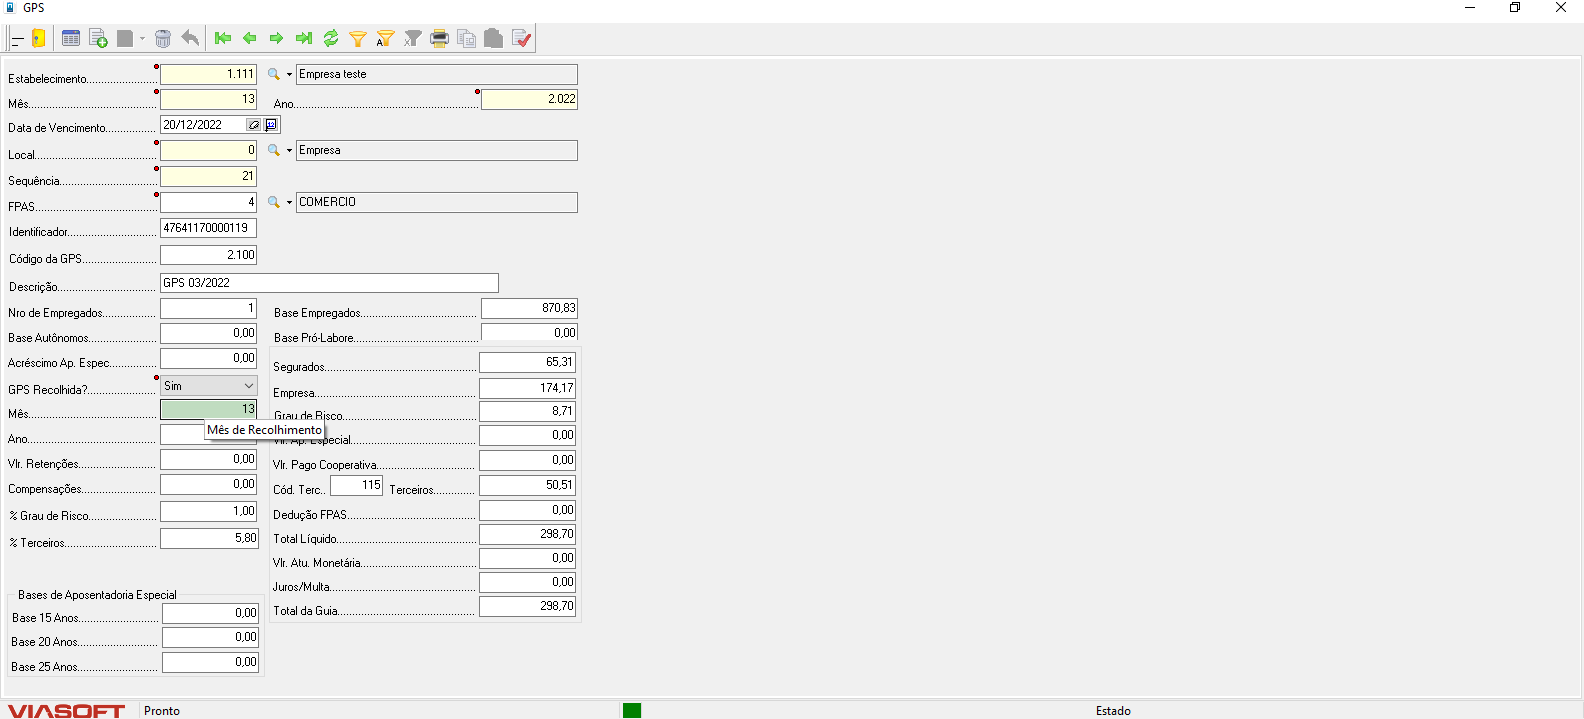 GPS
Estabelecimento 1.111 Empresa teste
Mês 13 Ano 2.022
Data de Vencimento 20/12/2022
Local 0 Empresa
Sequência 21
FPAS 4 COMERCIO
Identificador 47641170000119
Código da GPS 2.100
Descrição GPS 03/2022
Nro de Empregados 1 Base Empregados 870,83
Base Autônomos 0,00 Base Pró-Labore 0,00
Acréscimo Ap. Espec 0,00 Segurados 65,31
GPS Recolhida? Sim Empresa 174,17
Mês 13 Grau de Risco 8,71
Mês de Recolhimento
Ano Vlr. Ap. Especial 0,00
Vlr. Retenções 0,00 Vlr. Pago Cooperativa 0,00
Compensações 0,00 Cód. Terc.. 115 Terceiros 50,51
% Grau de Risco 1,00 Dedução FPAS 0,00
% Terceiros 5,80 Total Líquido 298,70
Vlr. Atu. Monetária 0,00
Juros/Multa 0,00
Bases de Aposentadoria Especial
Base 15 Anos 0,00 Total da Guia 298,70
Base 20 Anos 0,00
Base 25 Anos 0,00
VIASOFT Pronto Estado